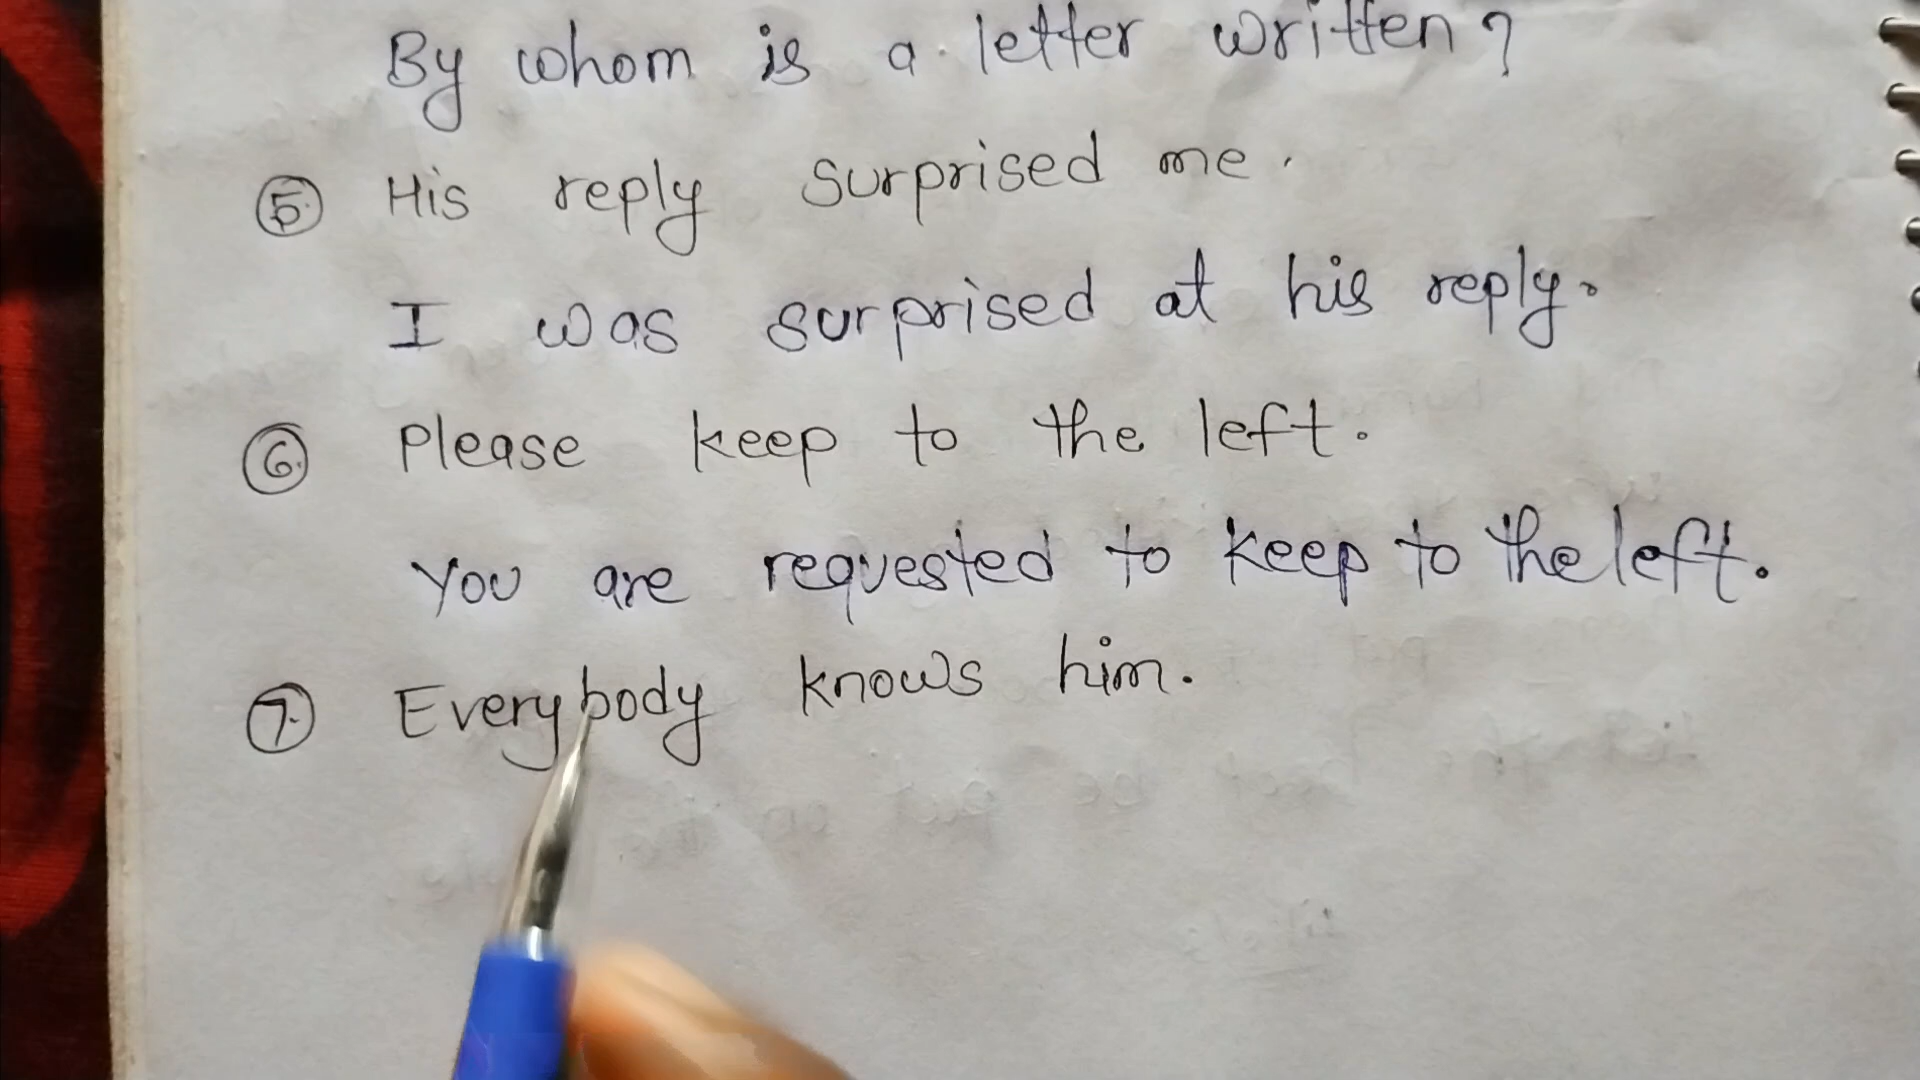 By whom is a letter written?
5. His reply surprised me.
I was surprised at his reply.
6. Please keep to the left.
You are requested to keep to the left.
7. Everybody knows him.